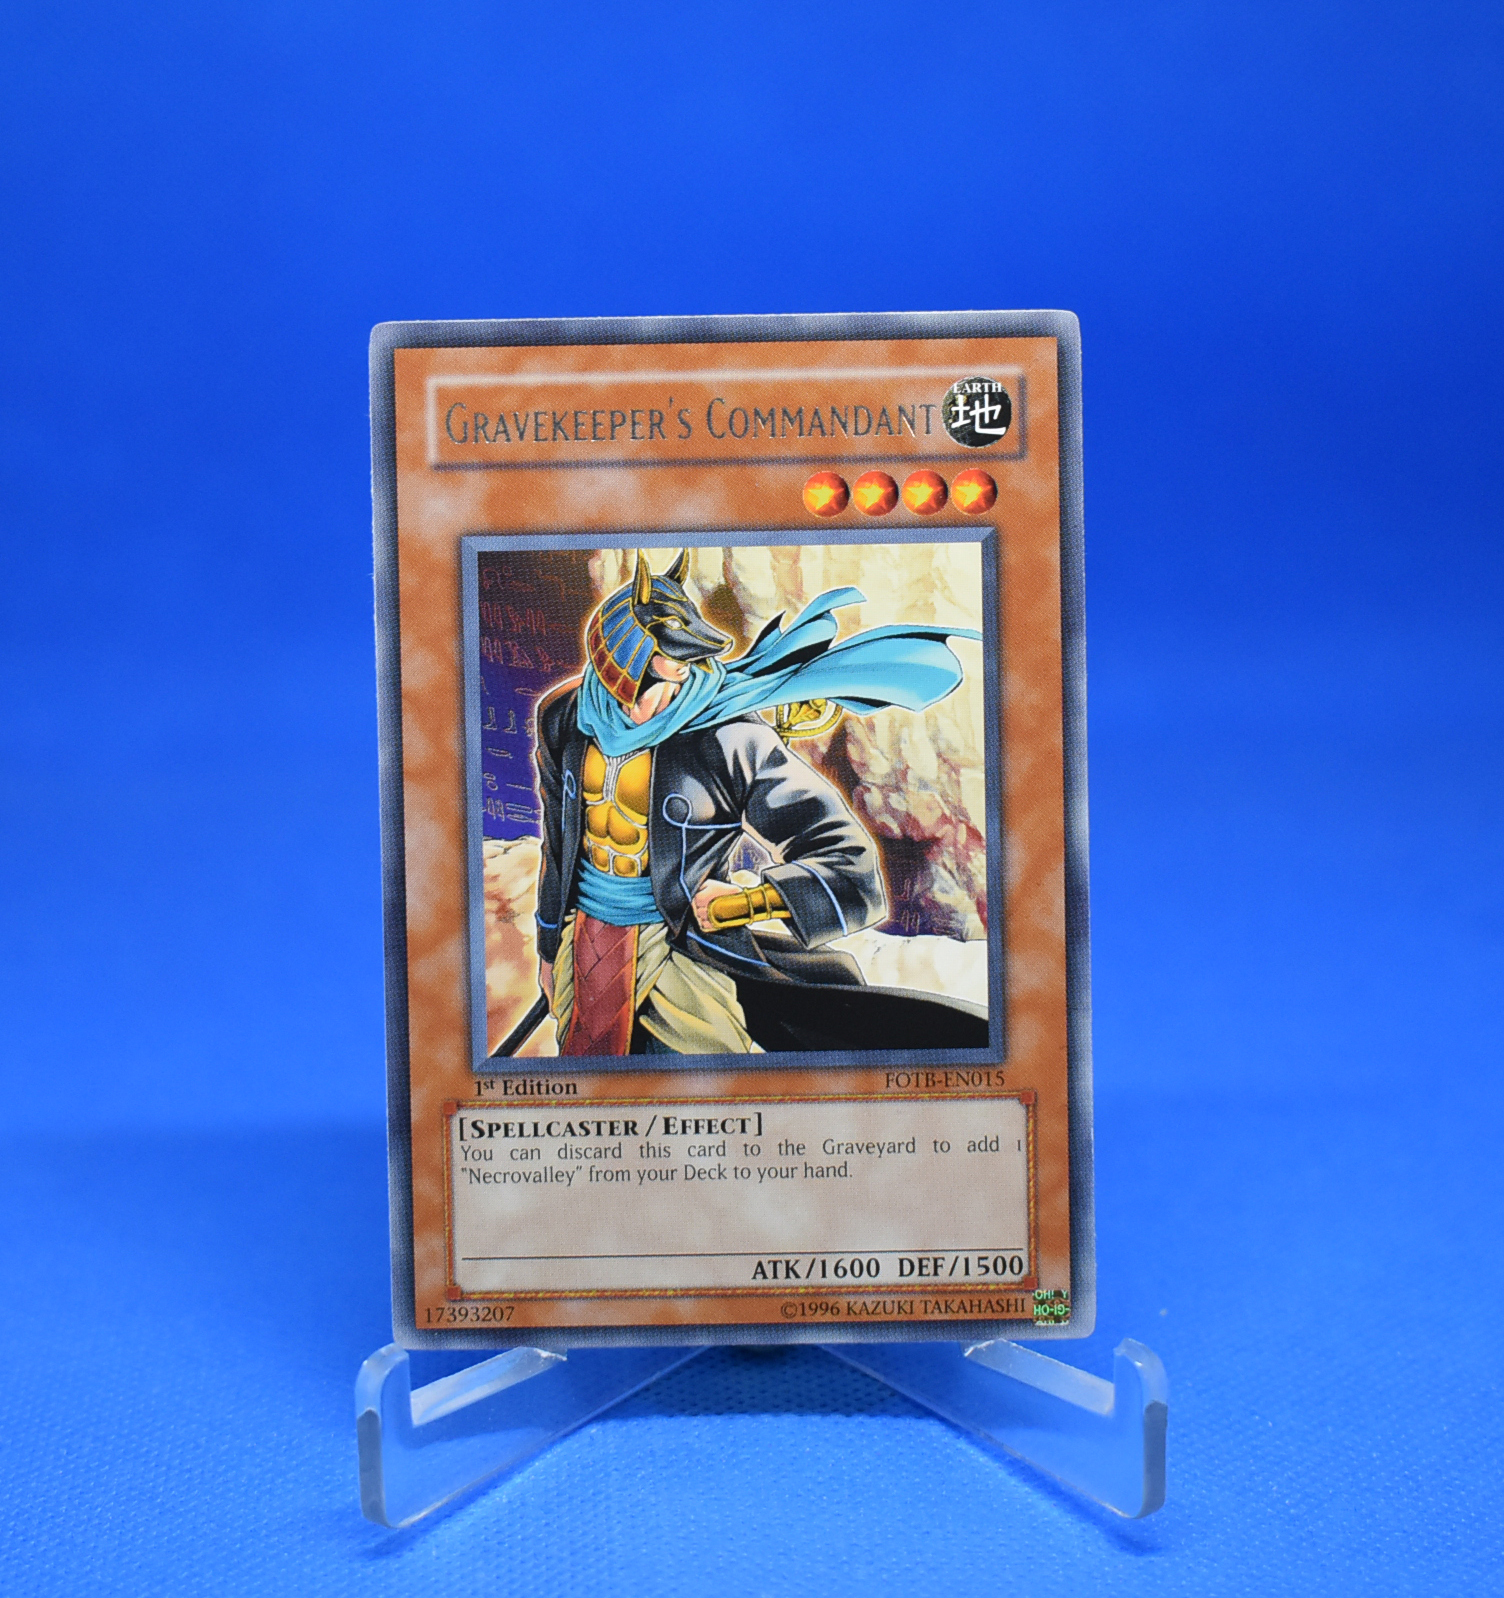 GRAVEKEEPER'S COMMANDANT
EARTH
地
1st Edition
FOTB-EN015
[SPELLCASTER / EFFECT]
You can discard this card to the Graveyard to add 1
"Necrovalley" from your Deck to your hand.
ATK/1600 DEF/1500
17393207
©1996 KAZUKI TAKAHASHI